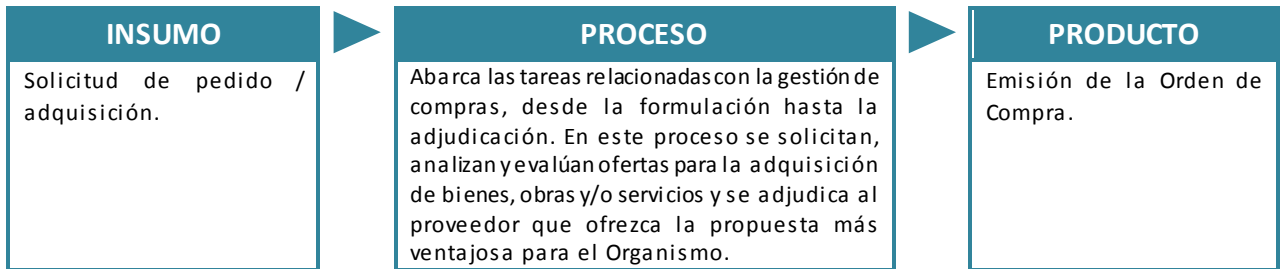 INSUMO
Solicitud de pedido /
adquisición.
PROCESO
Abarca las tareas relacionadas con la gestión de
compras, desde la formulación hasta la
adjudicación. En este proceso se solicitan,
analizan y evalúan ofertas para la adquisición
de bienes, obras y/o servicios y se adjudica al
proveedor que ofrezca la propuesta más
ventajosa para el Organismo.
PRODUCTO
Emisión de la Orden de
Compra.